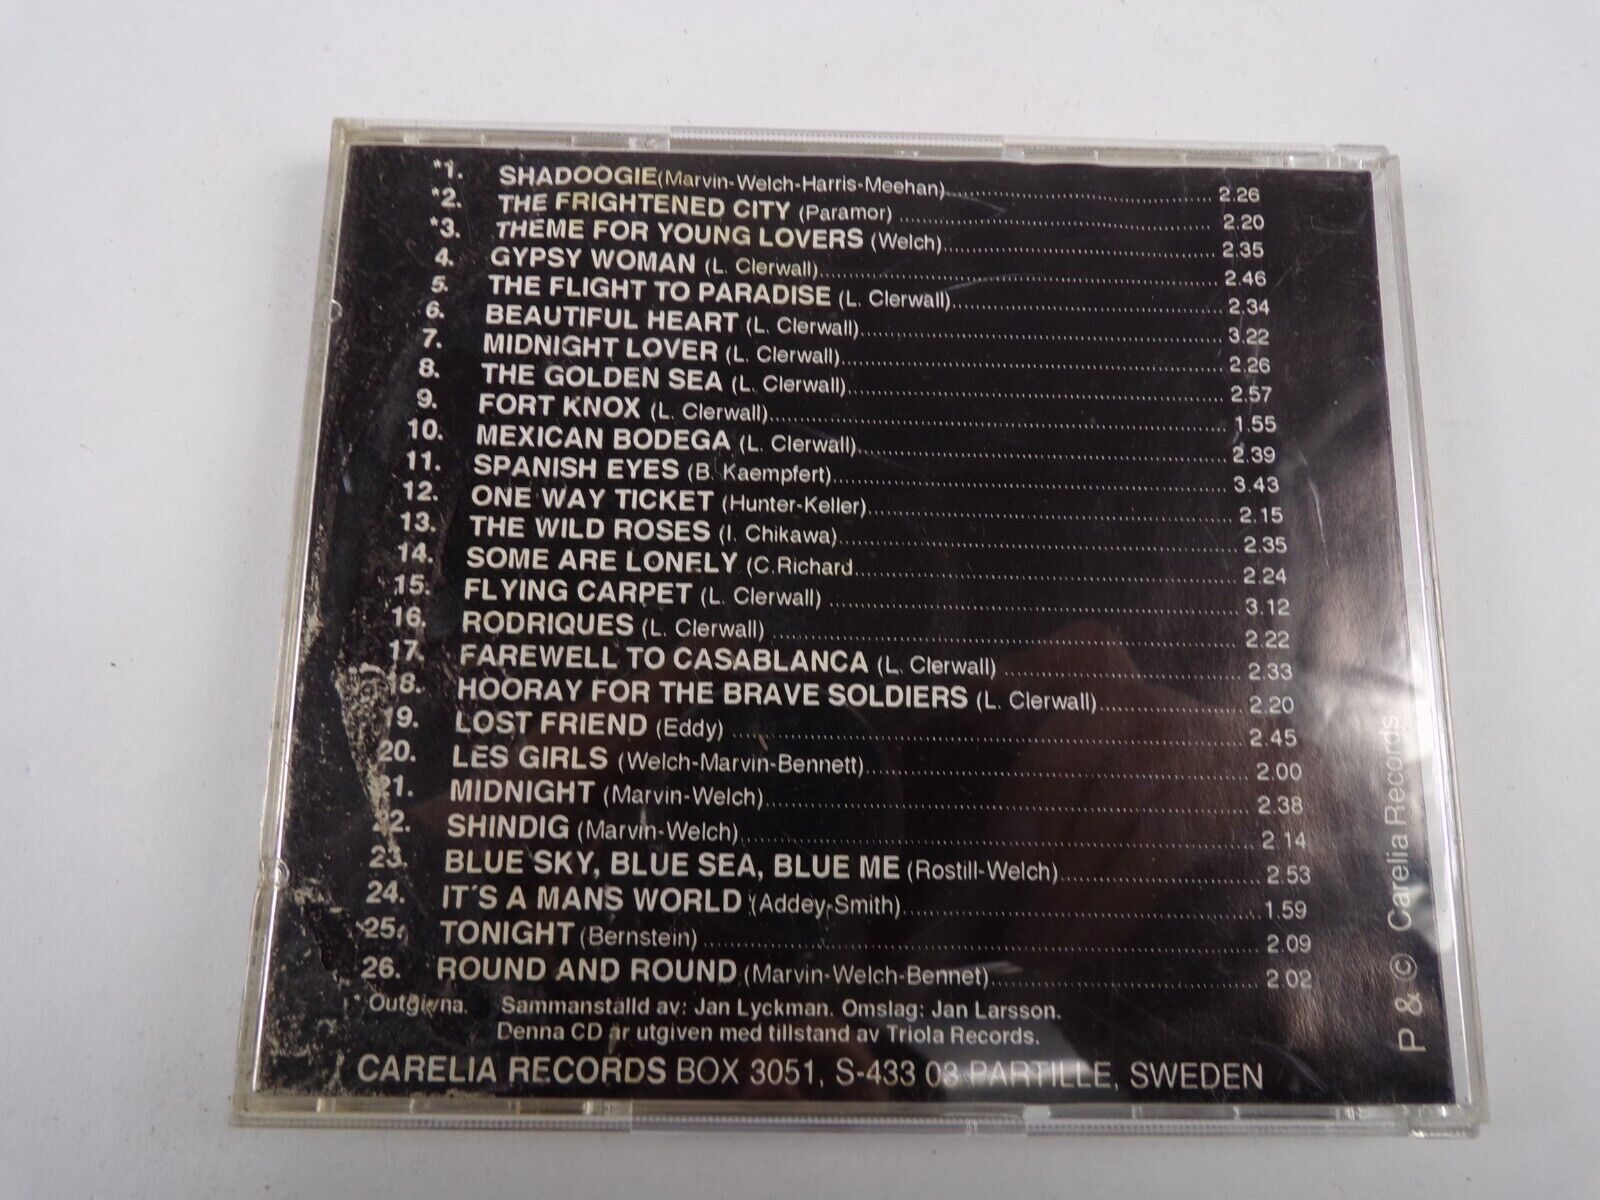 *1. SHADOOGIE(Marvin-Welch-Harris-Meehan)........ 2.26
*2. THE FRIGHTENED CITY (Paramor) ........ 2.20
*3. THEME FOR YOUNG LOVERS (Welch)........ 2.35
4. GYPSY WOMAN (L. Clerwall)........ 2.46
5. THE FLIGHT TO PARADISE (L. Clerwall)........ 2.34
6. BEAUTIFUL HEART (L. Clerwall)........ 3.22
7. MIDNIGHT LOVER (L. Clerwall)........ 2.26
8. THE GOLDEN SEA (L. Clerwall)........ 2.57
9. FORT KNOX (L. Clerwall)........ 1.55
10. MEXICAN BODEGA (L. Clerwall)........ 2.39
11. SPANISH EYES (B. Kaempfert)........ 3.43
12. ONE WAY TICKET (Hunter-Keller)........ 2.15
13. THE WILD ROSES (I. Chikawa)........ 2.35
14. SOME ARE LONELY (C.Richard........ 2.24
15. FLYING CARPET (L. Clerwall) ........ 3.12
16. RODRIQUES (L. Clerwall) ........ 2.22
17. FAREWELL TO CASABLANCA (L. Clerwall) ........ 2.33
18. HOORAY FOR THE BRAVE SOLDIERS (L. Clerwall)........ 2.20
19. LOST FRIEND (Eddy) ........ 2.45
20. LES GIRLS (Welch-Marvin-Bennett)........ 2.00
21. MIDNIGHT (Marvin-Welch)........ 2.38
22. SHINDIG (Marvin-Welch)........ 2.14
23. BLUE SKY, BLUE SEA, BLUE ME (Rostill-Welch)........ 2.53
24. IT´S A MANS WORLD (Addey-Smith)........ 1.59
25. TONIGHT (Bernstein) ........ 2.09
26. ROUND AND ROUND (Marvin-Welch-Bennet)........ 2.02
*Outgivna. Sammanställd av: Jan Lyckman. Omslag: Jan Larsson.
Denna CD är utgiven med tillstand av Triola Records.
CARELIA RECORDS BOX 3051, S-433 03 PARTILLE, SWEDEN
P & © Carelia Records